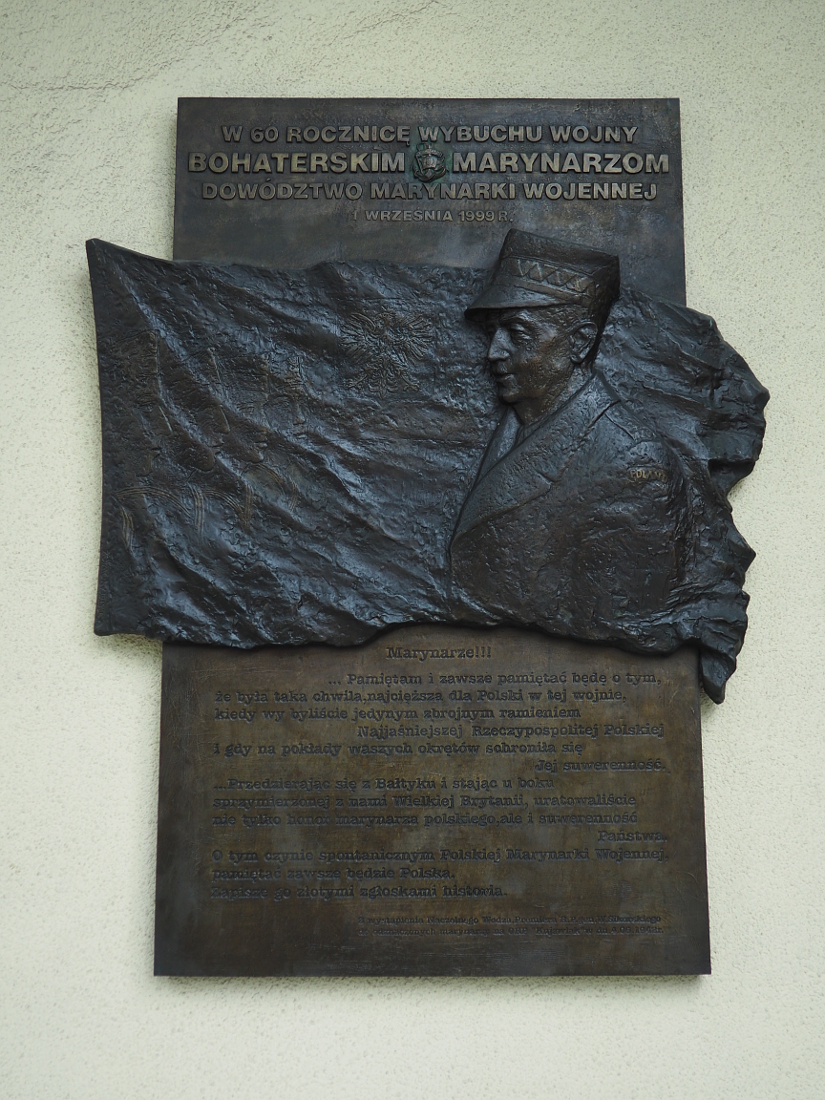 W 60 ROCZNICĘ WYBUCHU WOJNY
BOHATERSKIM MARYNARZOM
DOWÓDZTWO MARYNARKI WOJENNEJ
1 WRZEŚNIA 1999 R.
POLAND
Marynarze!!!
... Pamiętam i zawsze pamiętać będę o tym,
że była taka chwila,najcięższa dla Polski w tej wojnie,
kiedy wy byliście jedynym zbrojnym ramieniem
Najjaśniejszej Rzeczypospolitej Polskiej
i gdy na pokłady waszych okrętów schroniła się
Jej suwerenność.
...Przedzierając się z Bałtyku i stając u boku
sprzymierzonej z nami Wielkiej Brytanii, uratowaliście
nie tylko honor marynarza polskiego,ale i suwerenność
Państwa.
O tym czynie spontanicznym Polskiej Marynarki Wojennej,
pamiętać zawsze będzie Polska.
Zapisze go złotymi zgłoskami historia.
Naczelnego Wodza,Premiera